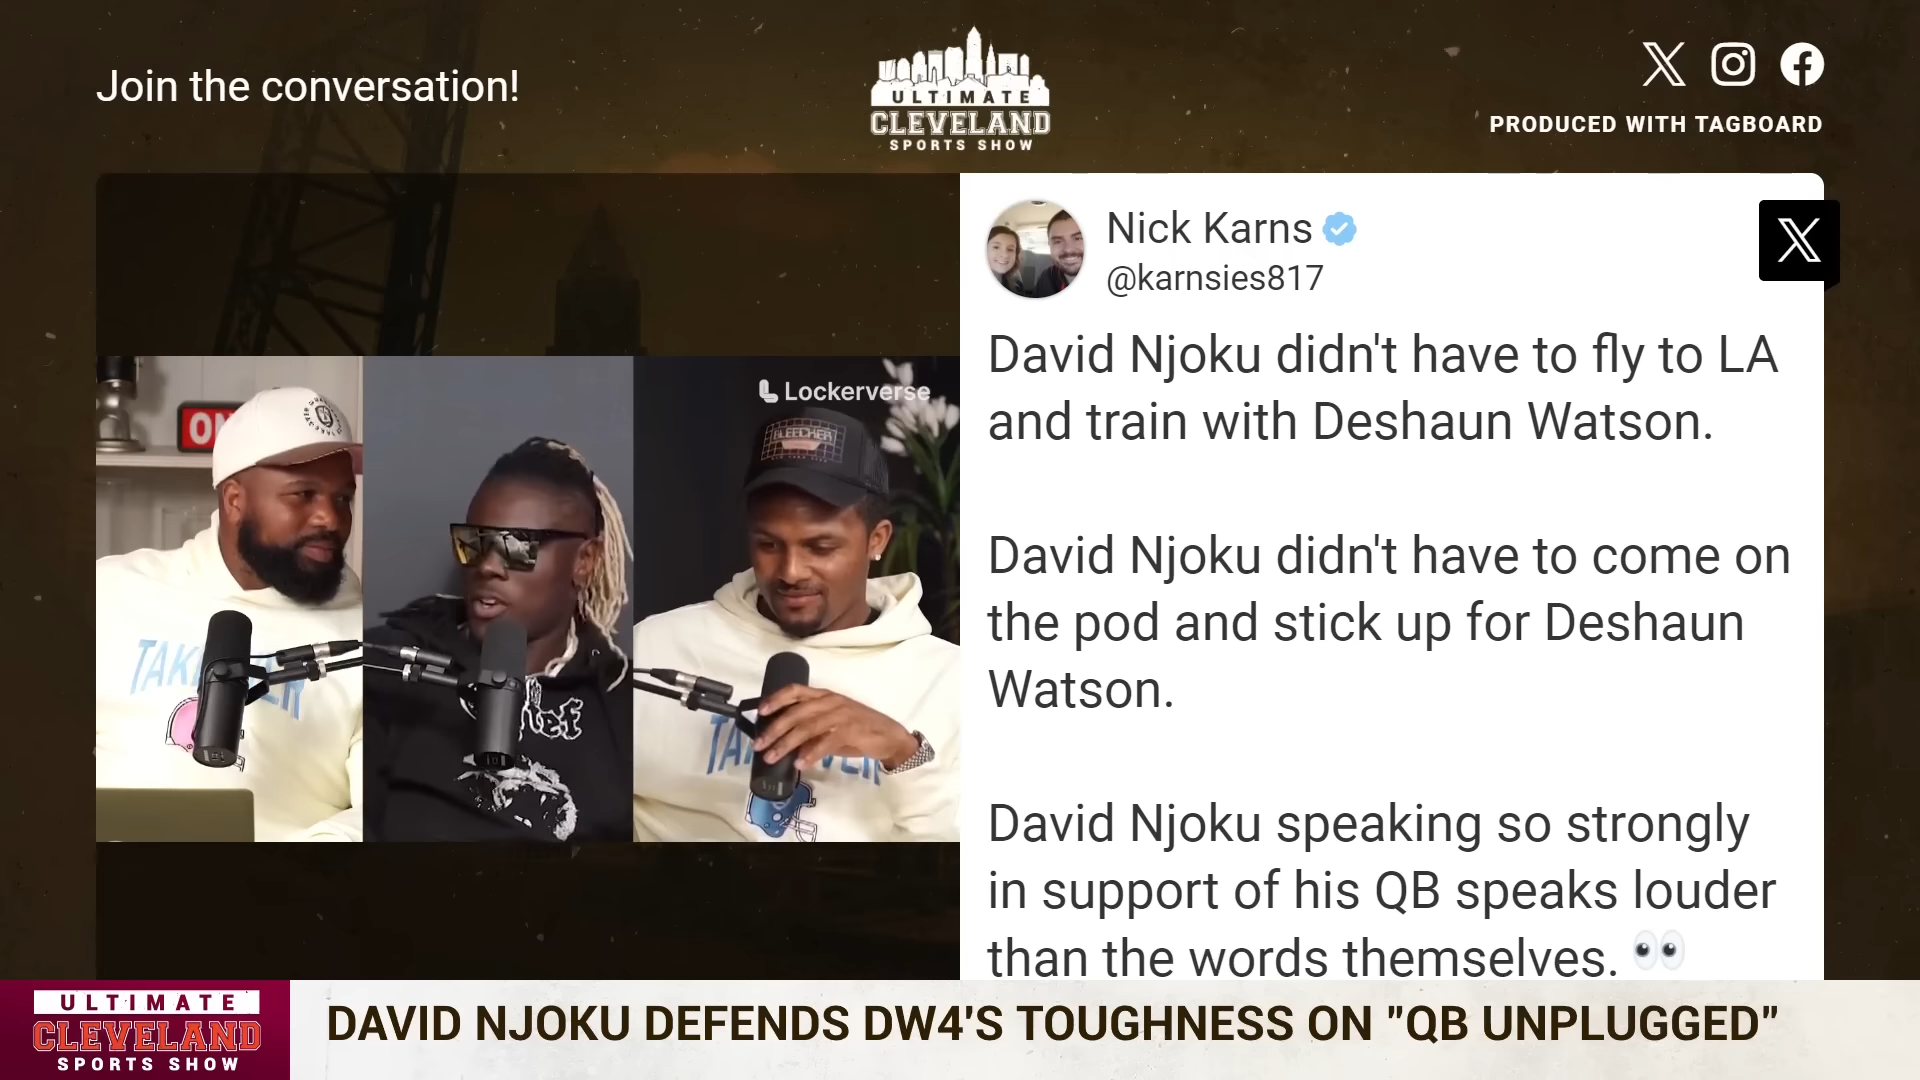 Join the conversation!
ULTIMATE
CLEVELAND
SPORTS SHOW
PRODUCED WITH TAGBOARD
Nick Karns
@karnsies817
David Njoku didn't have to fly to LA
and train with Deshaun Watson.
David Njoku didn't have to come on
the pod and stick up for Deshaun
Watson.
David Njoku speaking so strongly
in support of his QB speaks louder
than the words themselves. 👀
Lockerverse
ON
BLEECKER
ULTIMATE
CLEVELAND
SPORTS SHOW
DAVID NJOKU DEFENDS DW4'S TOUGHNESS ON "QB UNPLUGGED"